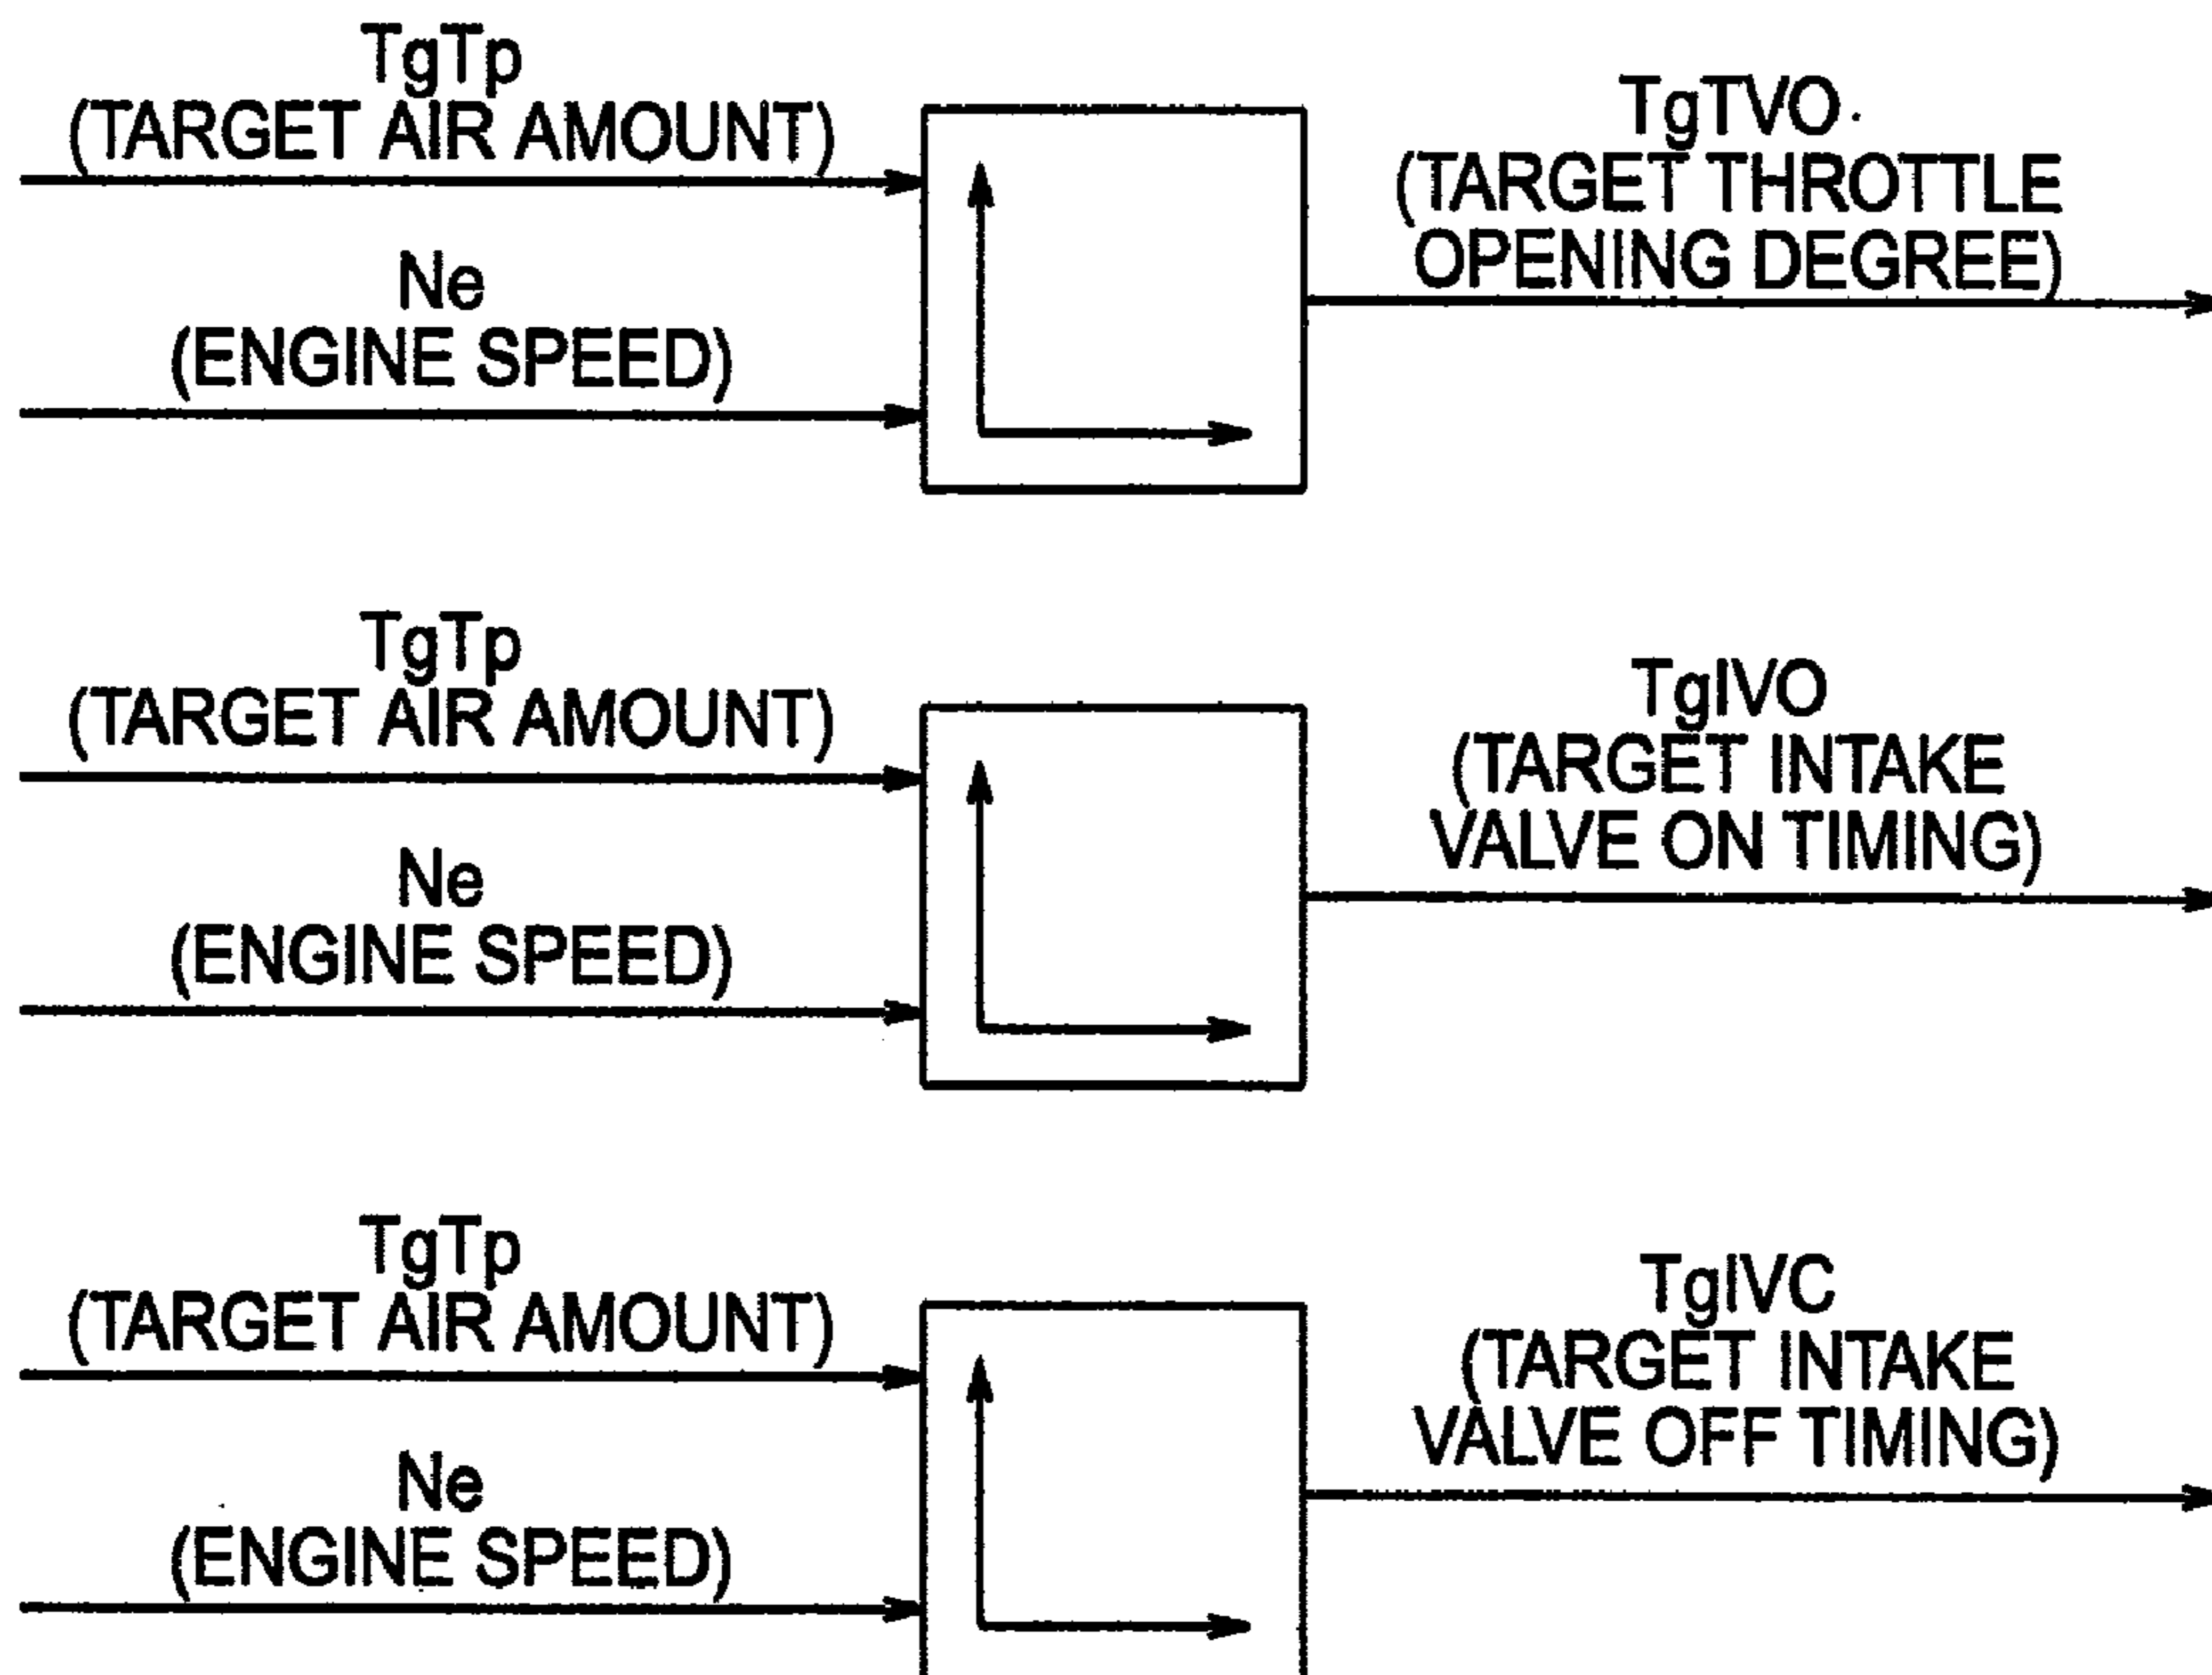 TgTp
(TARGET AIR AMOUNT)
Ne
(ENGINE SPEED)
TgTVO
(TARGET THROTTLE
OPENING DEGREE)
TgTp
(TARGET AIR AMOUNT)
Ne
(ENGINE SPEED)
TgIVO
(TARGET INTAKE
VALVE ON TIMING)
TgTp
(TARGET AIR AMOUNT)
Ne
(ENGINE SPEED)
TgIVC
(TARGET INTAKE
VALVE OFF TIMING)